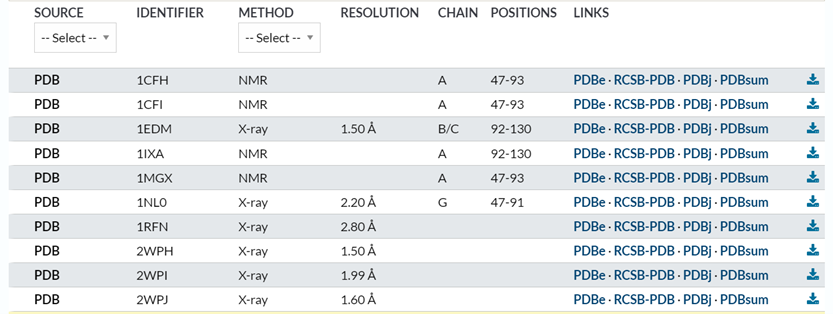 SOURCE IDENTIFIER METHOD RESOLUTION CHAIN POSITIONS LINKS
-- Select -- -- Select --
PDB 1CFH NMR A 47-93 PDBe · RCSB-PDB · PDBj · PDBsum
PDB 1CFI NMR A 47-93 PDBe · RCSB-PDB · PDBj · PDBsum
PDB 1EDM X-ray 1.50 Å B/C 92-130 PDBe · RCSB-PDB · PDBj · PDBsum
PDB 1IXA NMR A 92-130 PDBe · RCSB-PDB · PDBj · PDBsum
PDB 1MGX NMR A 47-93 PDBe · RCSB-PDB · PDBj · PDBsum
PDB 1NL0 X-ray 2.20 Å G 47-91 PDBe · RCSB-PDB · PDBj · PDBsum
PDB 1RFN X-ray 2.80 Å PDBe · RCSB-PDB · PDBj · PDBsum
PDB 2WPH X-ray 1.50 Å PDBe · RCSB-PDB · PDBj · PDBsum
PDB 2WPI X-ray 1.99 Å PDBe · RCSB-PDB · PDBj · PDBsum
PDB 2WPJ X-ray 1.60 Å PDBe · RCSB-PDB · PDBj · PDBsum